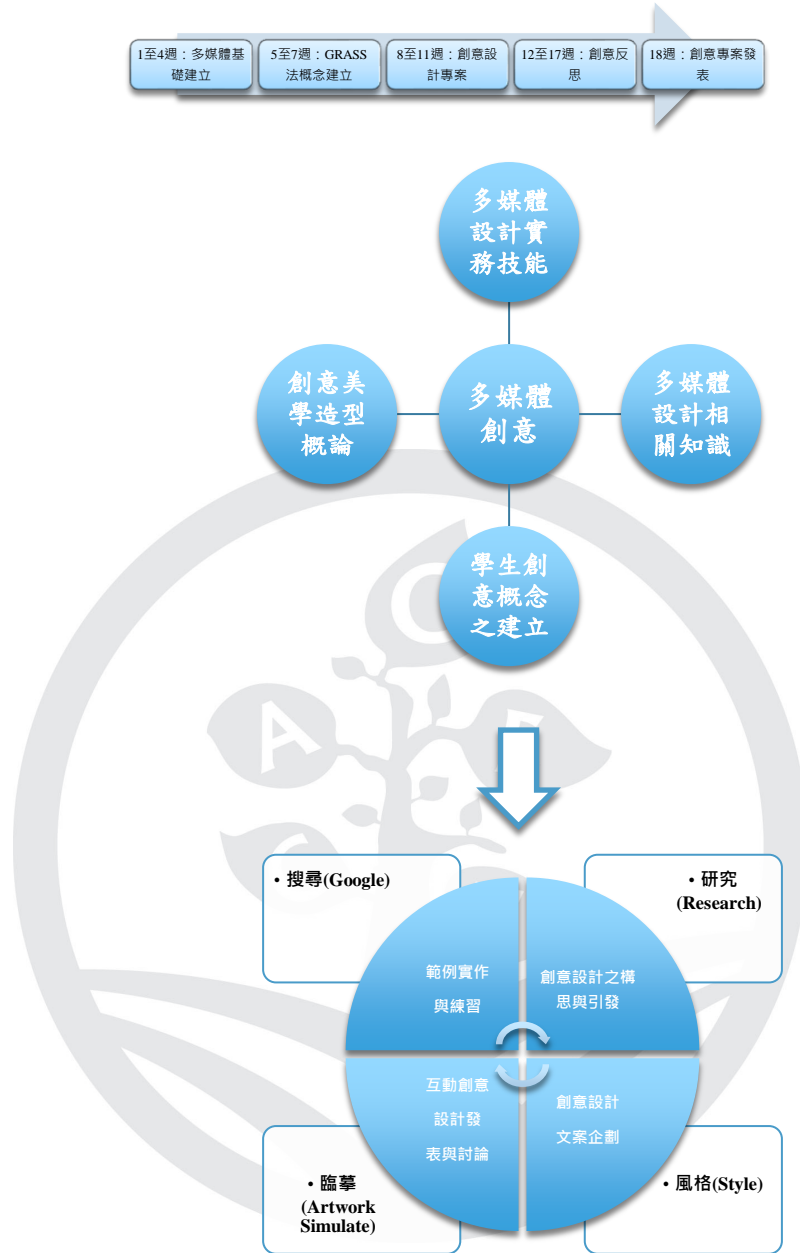 1至4週：多媒體基
礎建立
5至7週：GRASS
法概念建立
8至11週：創意設
計專案
12至17週：創意反
思
18週：創意專案發
表
多媒體
設計實
務技能
創意美
學造型
概論
多媒體
創意
多媒體
設計相
關知識
學生創
意概念
之建立
C
A
E
C
• 搜尋(Google)
• 研究
(Research)
範例實作
與練習
創意設計之構
思與引發
互動創意
設計發
表與討論
創意設計
文案企劃
• 臨摹
(Artwork
Simulate)
• 風格(Style)